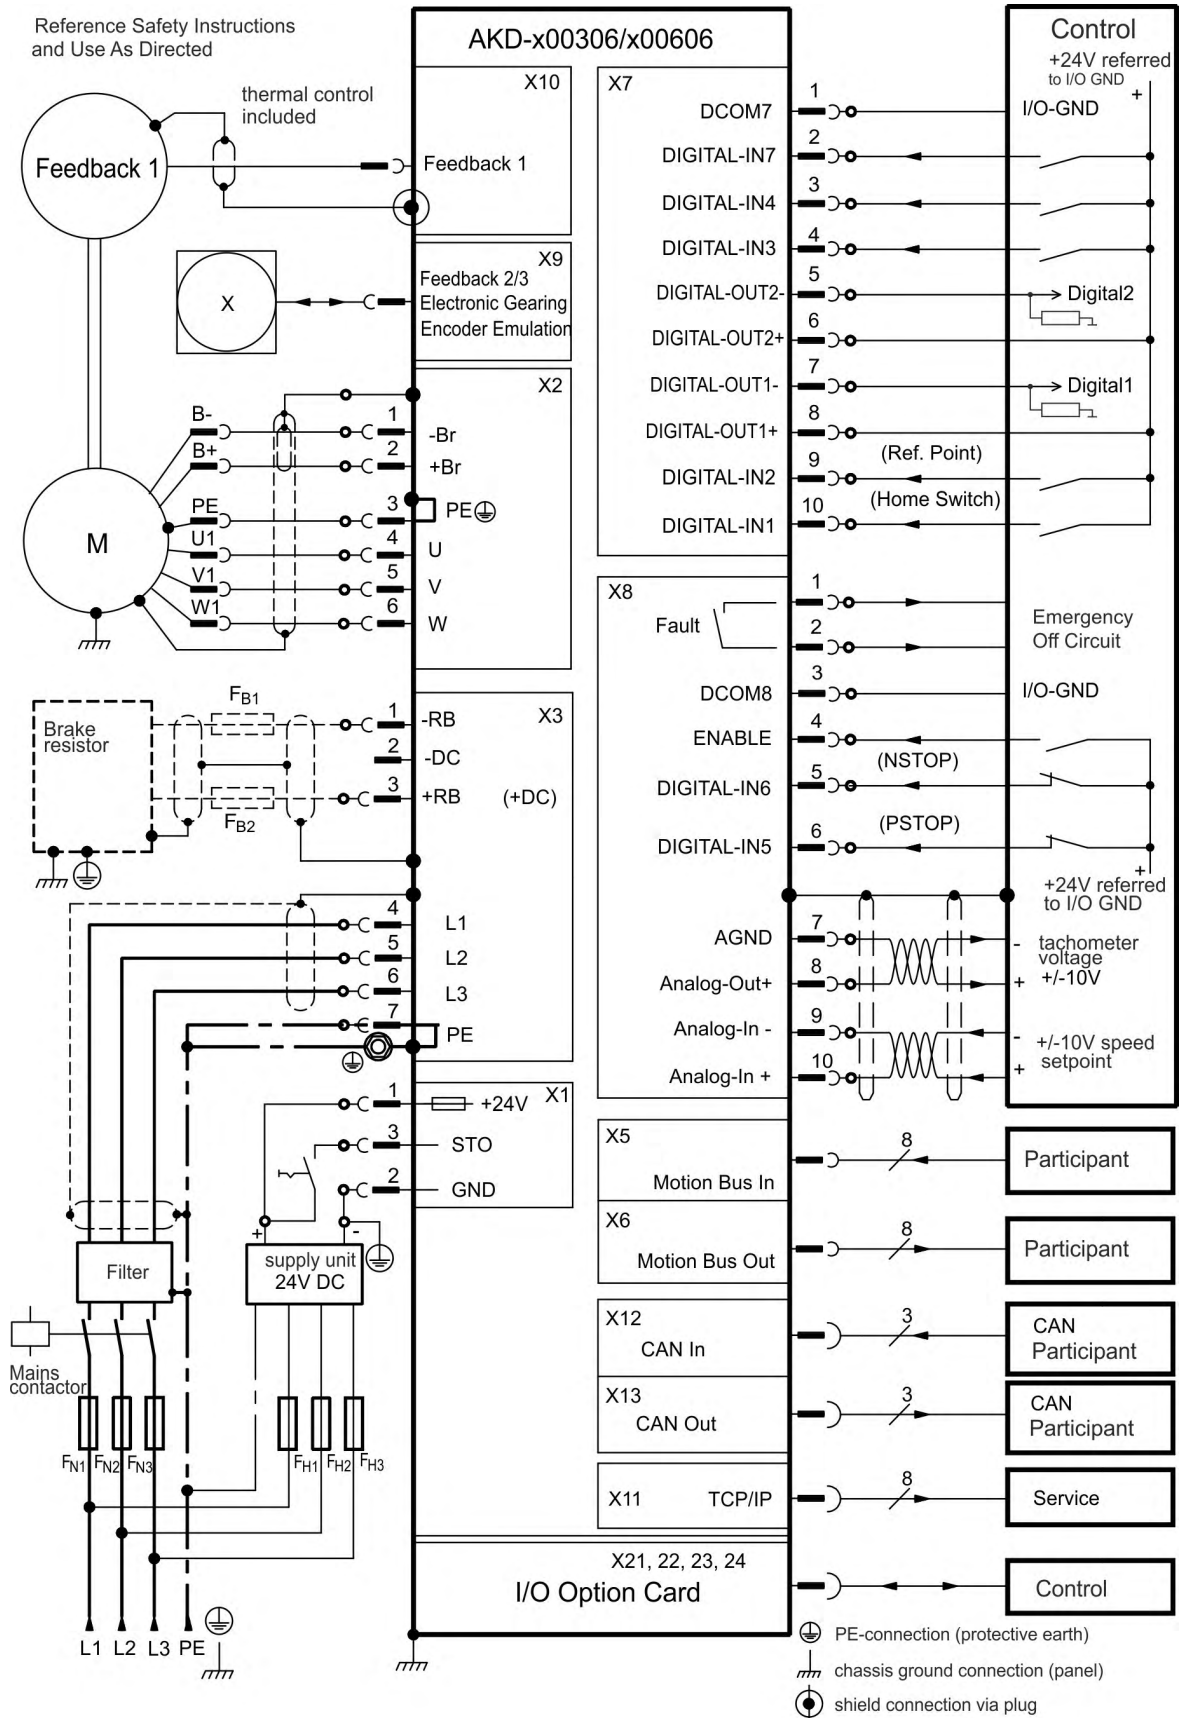 Reference Safety Instructions
and Use As Directed
AKD-x00306/x00606
Control
+24V referred
to I/O GND
+
thermal control
included
Feedback 1
X10
Feedback 1
X9
Feedback 2/3
Electronic Gearing
Encoder Emulation
X
X2
B-
1
-Br
B+
2
+Br
PE
3
PE
U1
4
U
V1
5
V
W1
6
W
M
X7
DCOM7
1
I/O-GND
DIGITAL-IN7
2
DIGITAL-IN4
3
DIGITAL-IN3
4
DIGITAL-OUT2-
5
Digital2
DIGITAL-OUT2+
6
DIGITAL-OUT1-
7
Digital1
DIGITAL-OUT1+
8
(Ref. Point)
DIGITAL-IN2
9
(Home Switch)
DIGITAL-IN1
10
X8
Fault
1
2
Emergency
Off Circuit
DCOM8
3
I/O-GND
ENABLE
4
(NSTOP)
DIGITAL-IN6
5
(PSTOP)
DIGITAL-IN5
6
+
+24V referred
to I/O GND
AGND
7
-
tachometer
voltage
Analog-Out+
8
+
+/-10V
Analog-In -
9
-
+/-10V speed
setpoint
Analog-In +
10
+
X3
Brake
resistor
FB1
1
-RB
2
-DC
3
+RB
(+DC)
FB2
4
L1
5
L2
6
L3
7
PE
X1
1
+24V
3
STO
2
GND
+
-
supply unit
24V DC
Filter
Mains
contactor
FN1
FN2
FN3
FH1
FH2
FH3
L1
L2
L3
PE
X5
Motion Bus In
8
Participant
X6
Motion Bus Out
8
Participant
X12
CAN In
3
CAN
Participant
X13
CAN Out
3
CAN
Participant
X11
TCP/IP
8
Service
X21, 22, 23, 24
I/O Option Card
Control
PE-connection (protective earth)
chassis ground connection (panel)
shield connection via plug